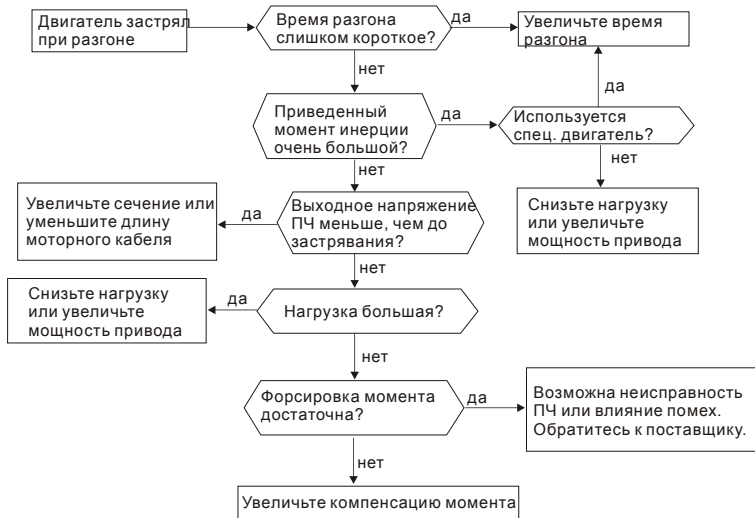 Двигатель застрял
при разгоне
Время разгона
слишком короткое?
да
Увеличьте время
разгона
нет
да
Приведенный
момент инерции
очень большой?
да
Используется
спец. двигатель?
нет
нет
Увеличьте сечение или
уменьшите длину
моторного кабеля
да
Выходное напряжение
ПЧ меньше, чем до
застрявания?
Снизьте нагрузку
или увеличьте
мощность привода
нет
Снизьте нагрузку
или увеличьте
мощность привода
да
Нагрузка большая?
нет
Форсировка момента
достаточна?
да
Возможна неисправность
ПЧ или влияние помех.
Обратитесь к поставщику.
нет
Увеличьте компенсацию момента